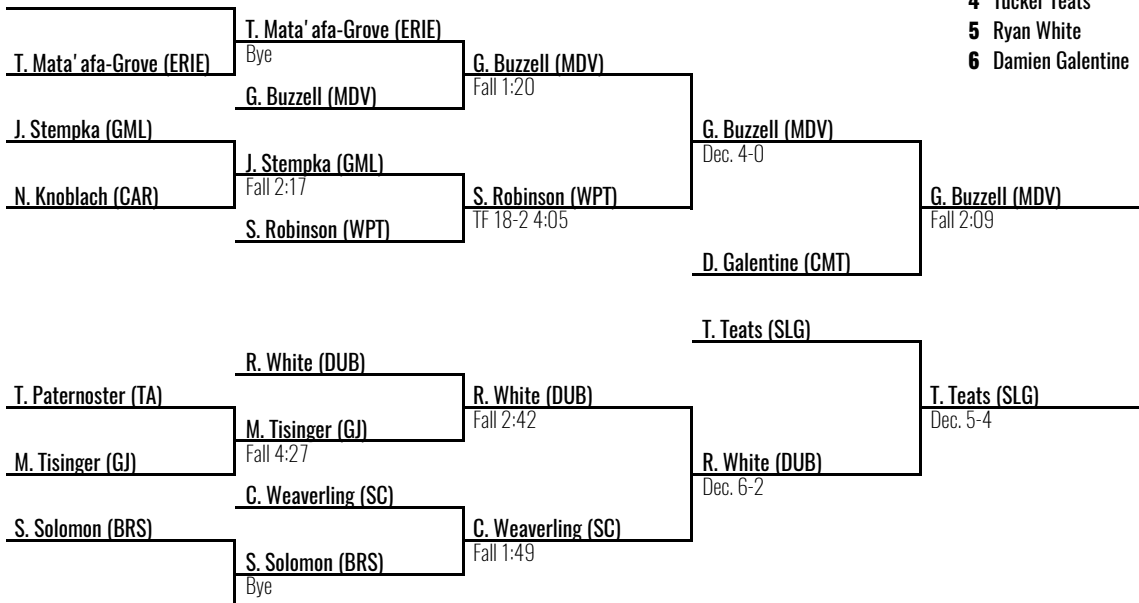 4 Tucker Teats
5 Ryan White
6 Damien Galentine
T. Mata'afa-Grove (ERIE)
T. Mata'afa-Grove (ERIE)
Bye
G. Buzzell (MDV)
G. Buzzell (MDV)
Fall 1:20
J. Stempka (GML)
N. Knoblach (CAR)
J. Stempka (GML)
Fall 2:17
S. Robinson (WPT)
S. Robinson (WPT)
TF 18-2 4:05
G. Buzzell (MDV)
Dec. 4-0
D. Galentine (CMT)
G. Buzzell (MDV)
Fall 2:09
T. Teats (SLG)
R. White (DUB)
T. Paternoster (TA)
M. Tisinger (GJ)
M. Tisinger (GJ)
Fall 4:27
R. White (DUB)
Fall 2:42
C. Weaverling (SC)
S. Solomon (BRS)
S. Solomon (BRS)
Bye
C. Weaverling (SC)
Fall 1:49
R. White (DUB)
Dec. 6-2
T. Teats (SLG)
Dec. 5-4